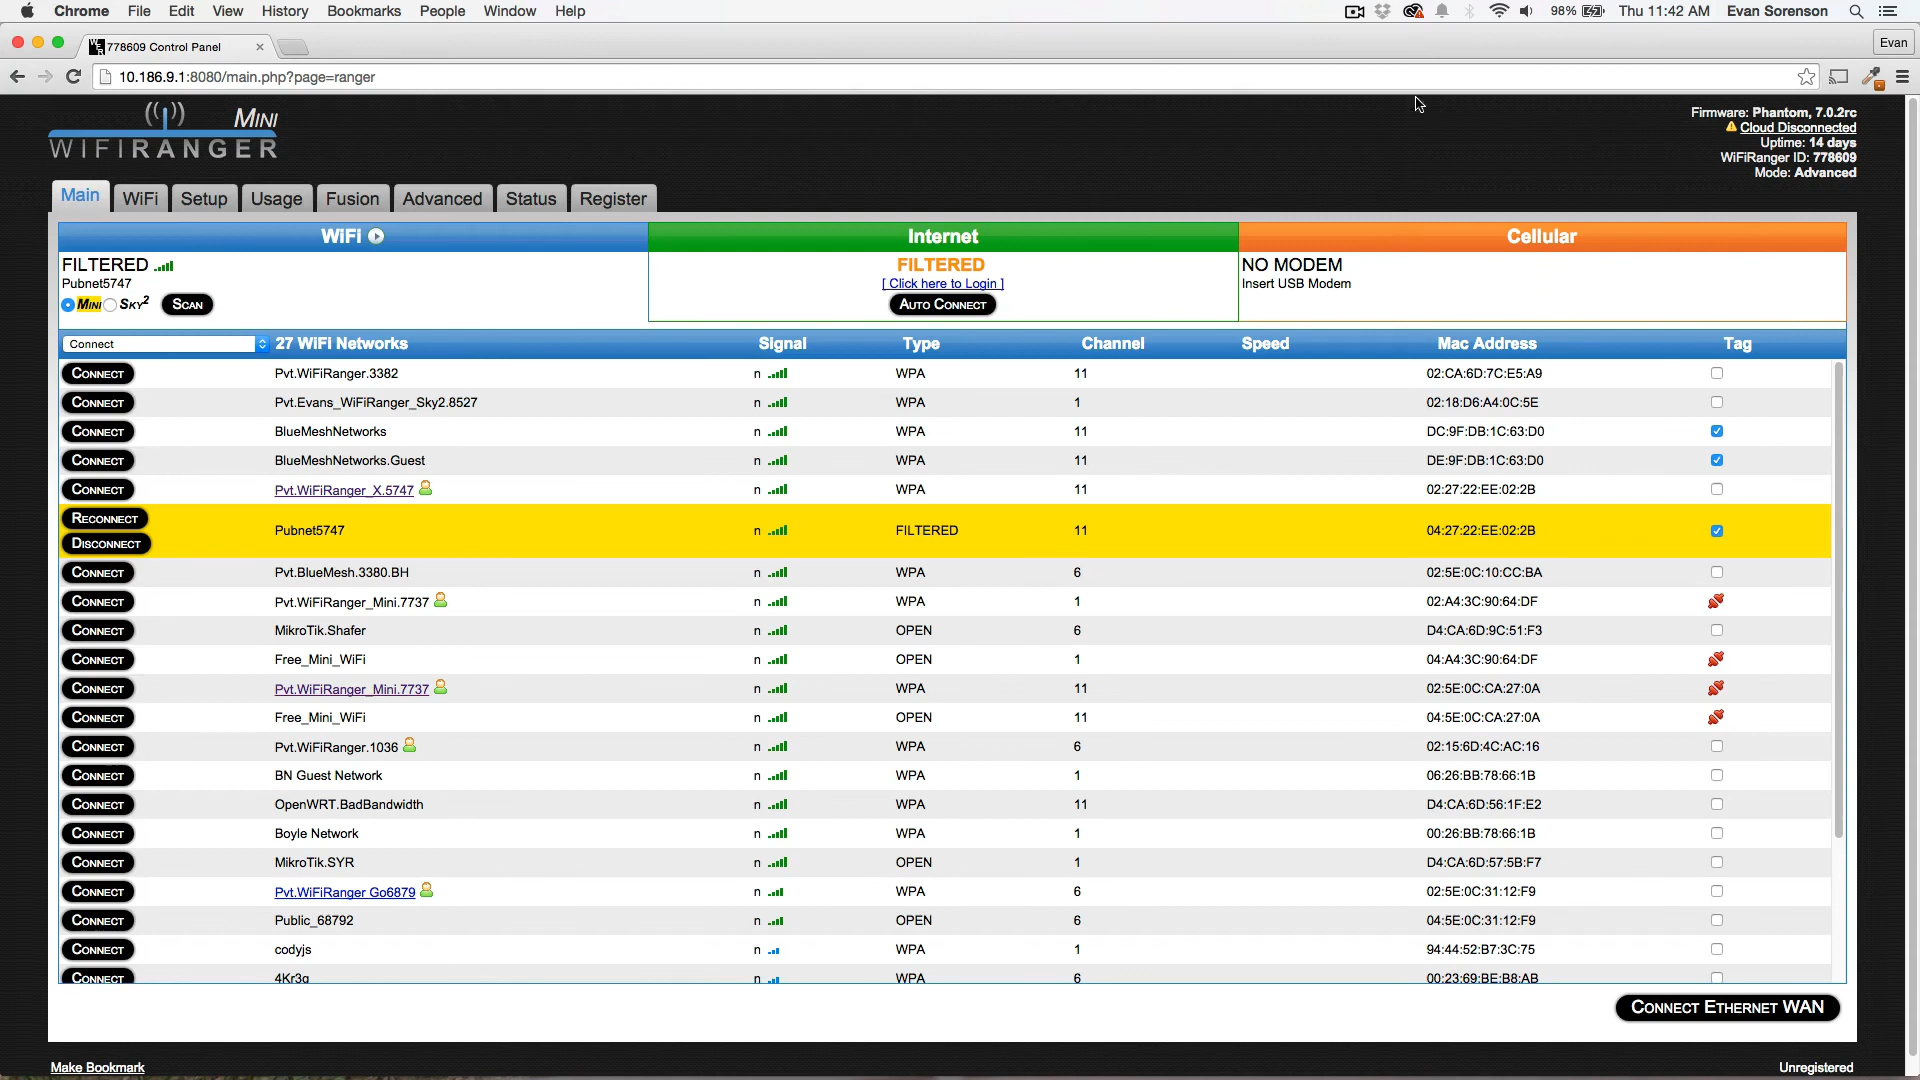 Chrome File Edit View History Bookmarks People Window Help 98% Thu 11:42 AM Evan Sorenson
778609 Control Panel Evan
10.186.9.1:8080/main.php?page=ranger
MINI
WIFIRANGER
Firmware: Phantom, 7.0.2rc
Cloud Disconnected
Uptime: 14 days
WiFiRanger ID: 778609
Mode: Advanced
Main WiFi Setup Usage Fusion Advanced Status Register
WiFi Internet Cellular
FILTERED FILTERED NO MODEM
Pubnet5747 [ Click here to Login ] Insert USB Modem
MINI SKY2 SCAN AUTO CONNECT
Connect 27 WiFi Networks Signal Type Channel Speed Mac Address Tag
CONNECT Pvt.WiFiRanger.3382 n WPA 11 02:CA:6D:7C:E5:A9
CONNECT Pvt.Evans_WiFiRanger_Sky2.8527 n WPA 1 02:18:D6:A4:0C:5E
CONNECT BlueMeshNetworks n WPA 11 DC:9F:DB:1C:63:D0
CONNECT BlueMeshNetworks.Guest n WPA 11 DE:9F:DB:1C:63:D0
CONNECT Pvt.WiFiRanger_X.5747 n WPA 11 02:27:22:EE:02:2B
RECONNECT
Pubnet5747 n FILTERED 11 04:27:22:EE:02:2B
DISCONNECT
CONNECT Pvt.BlueMesh.3380.BH n WPA 6 02:5E:0C:10:CC:BA
CONNECT Pvt.WiFiRanger_Mini.7737 n WPA 1 02:A4:3C:90:64:DF
CONNECT MikroTik.Shafer n OPEN 6 D4:CA:6D:9C:51:F3
CONNECT Free_Mini_WiFi n OPEN 1 04:A4:3C:90:64:DF
CONNECT Pvt.WiFiRanger_Mini.7737 n WPA 11 02:5E:0C:CA:27:0A
CONNECT Free_Mini_WiFi n OPEN 11 04:5E:0C:CA:27:0A
CONNECT Pvt.WiFiRanger.1036 n WPA 6 02:15:6D:4C:AC:16
CONNECT BN Guest Network n WPA 1 06:26:BB:78:66:1B
CONNECT OpenWRT.BadBandwidth n WPA 11 D4:CA:6D:56:1F:E2
CONNECT Boyle Network n WPA 1 00:26:BB:78:66:1B
CONNECT MikroTik.SYR n OPEN 1 D4:CA:6D:57:5B:F7
CONNECT Pvt.WiFiRanger Go6879 n WPA 6 02:5E:0C:31:12:F9
CONNECT Public_68792 n OPEN 6 04:5E:0C:31:12:F9
CONNECT codyjs n WPA 1 94:44:52:B7:3C:75
CONNECT 4Kr3g n WPA 6 00:23:69:BE:B8:AB
CONNECT ETHERNET WAN
Make Bookmark Unregistered